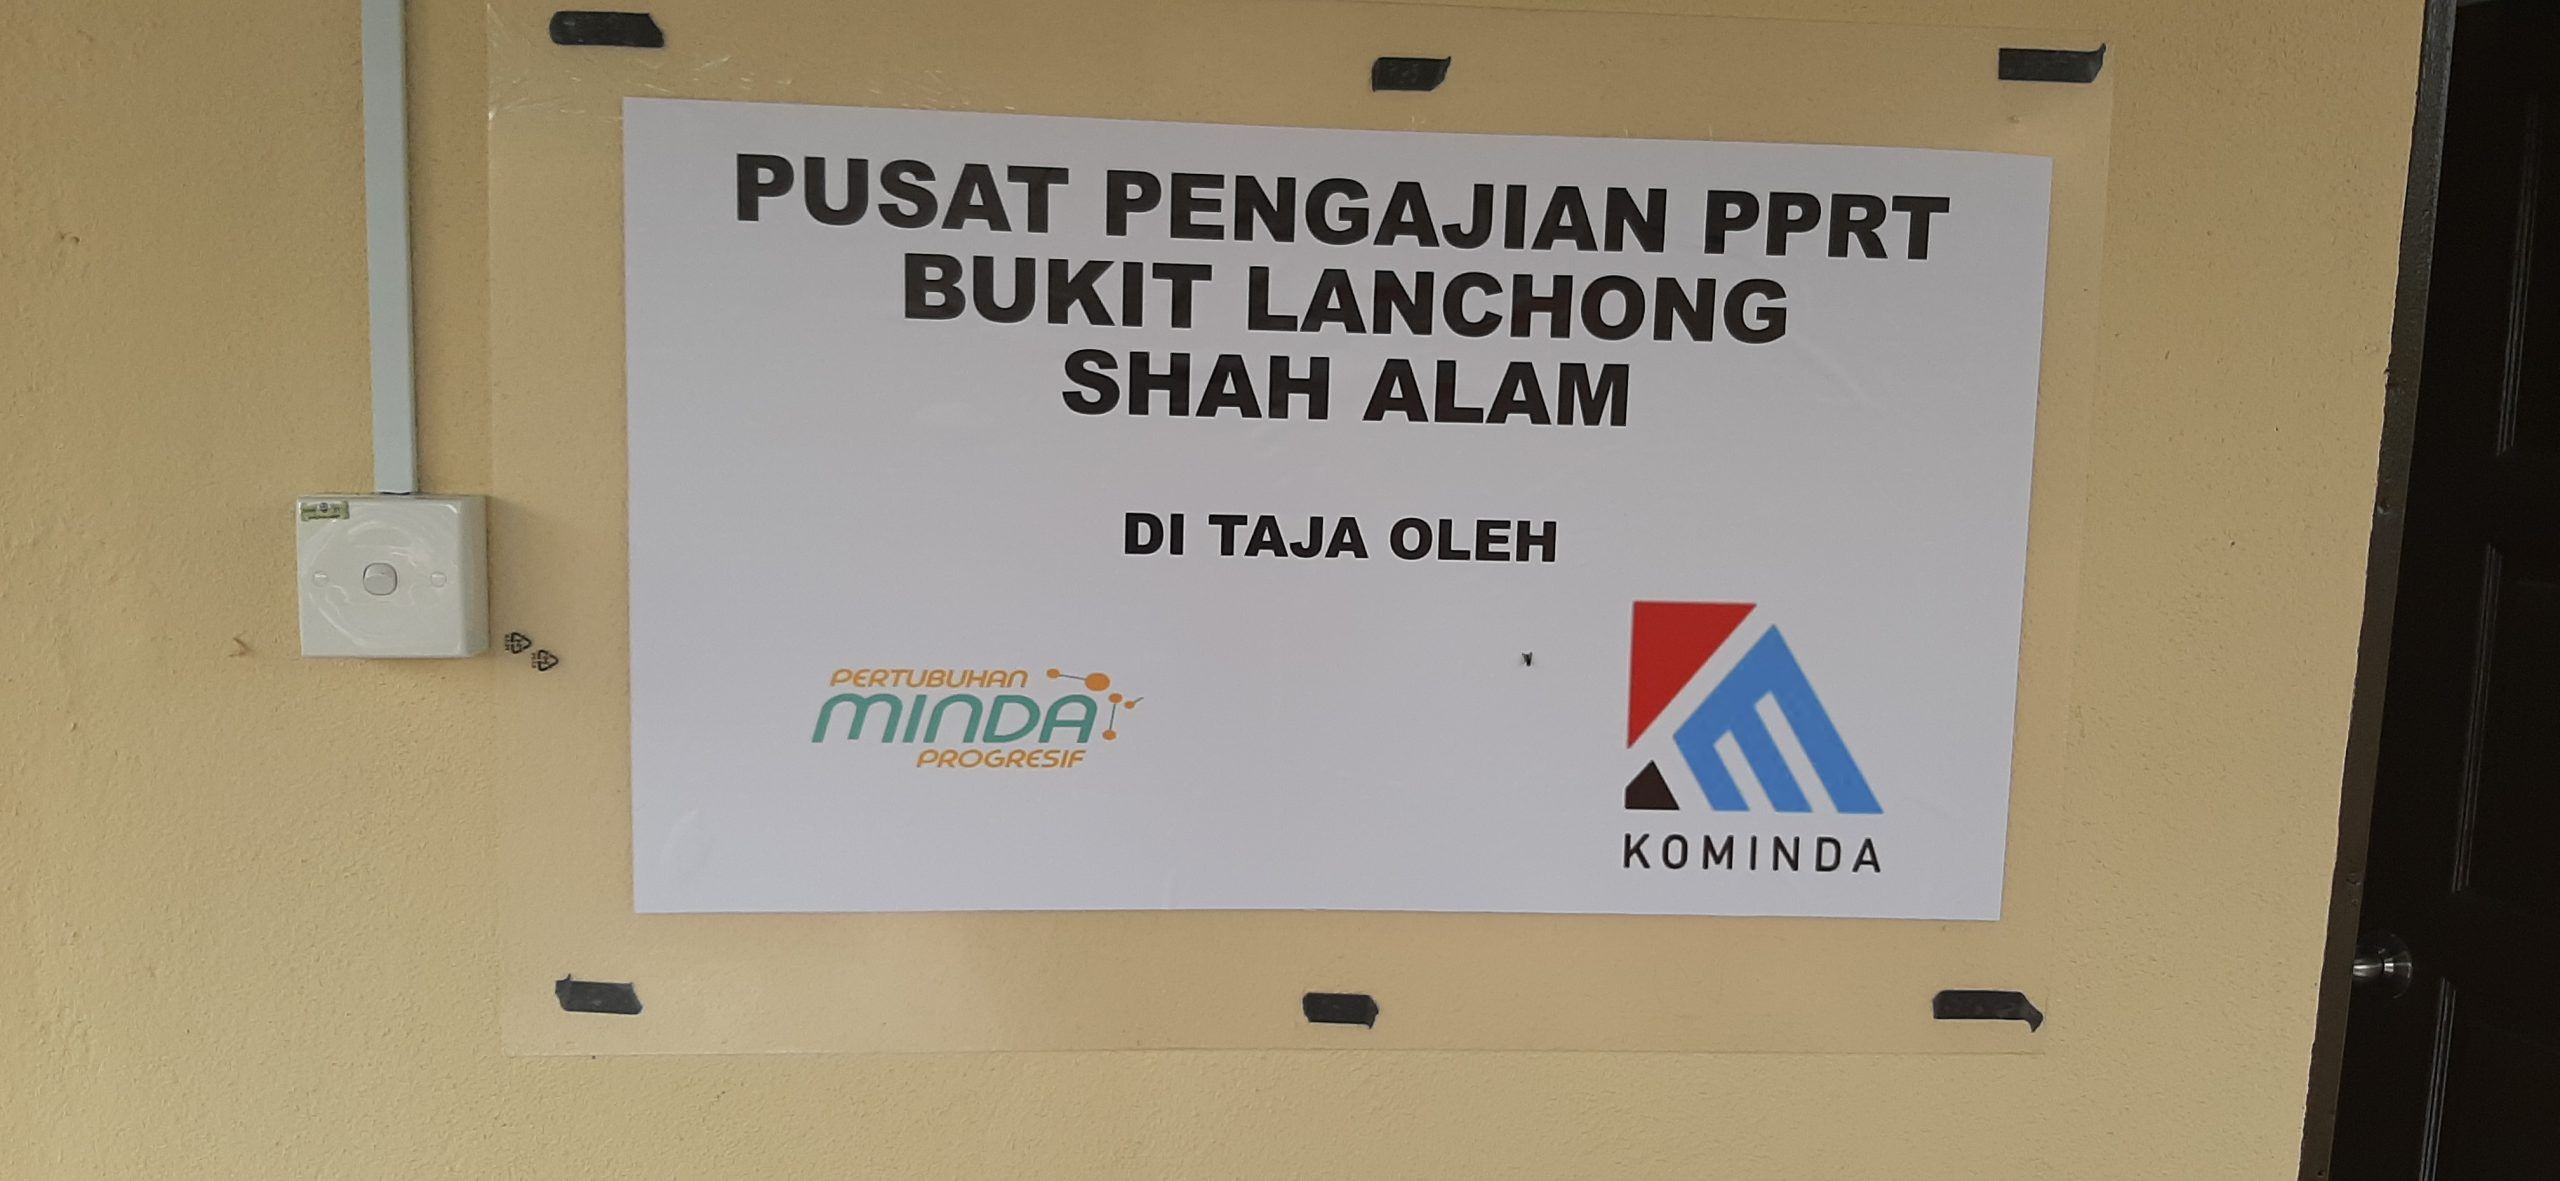 PUSAT PENGAJIAN PPRT
BUKIT LANCHONG
SHAH ALAM
DI TAJA OLEH
PERTUBUHAN
MINDA
PROGRESIF
KOMINDA